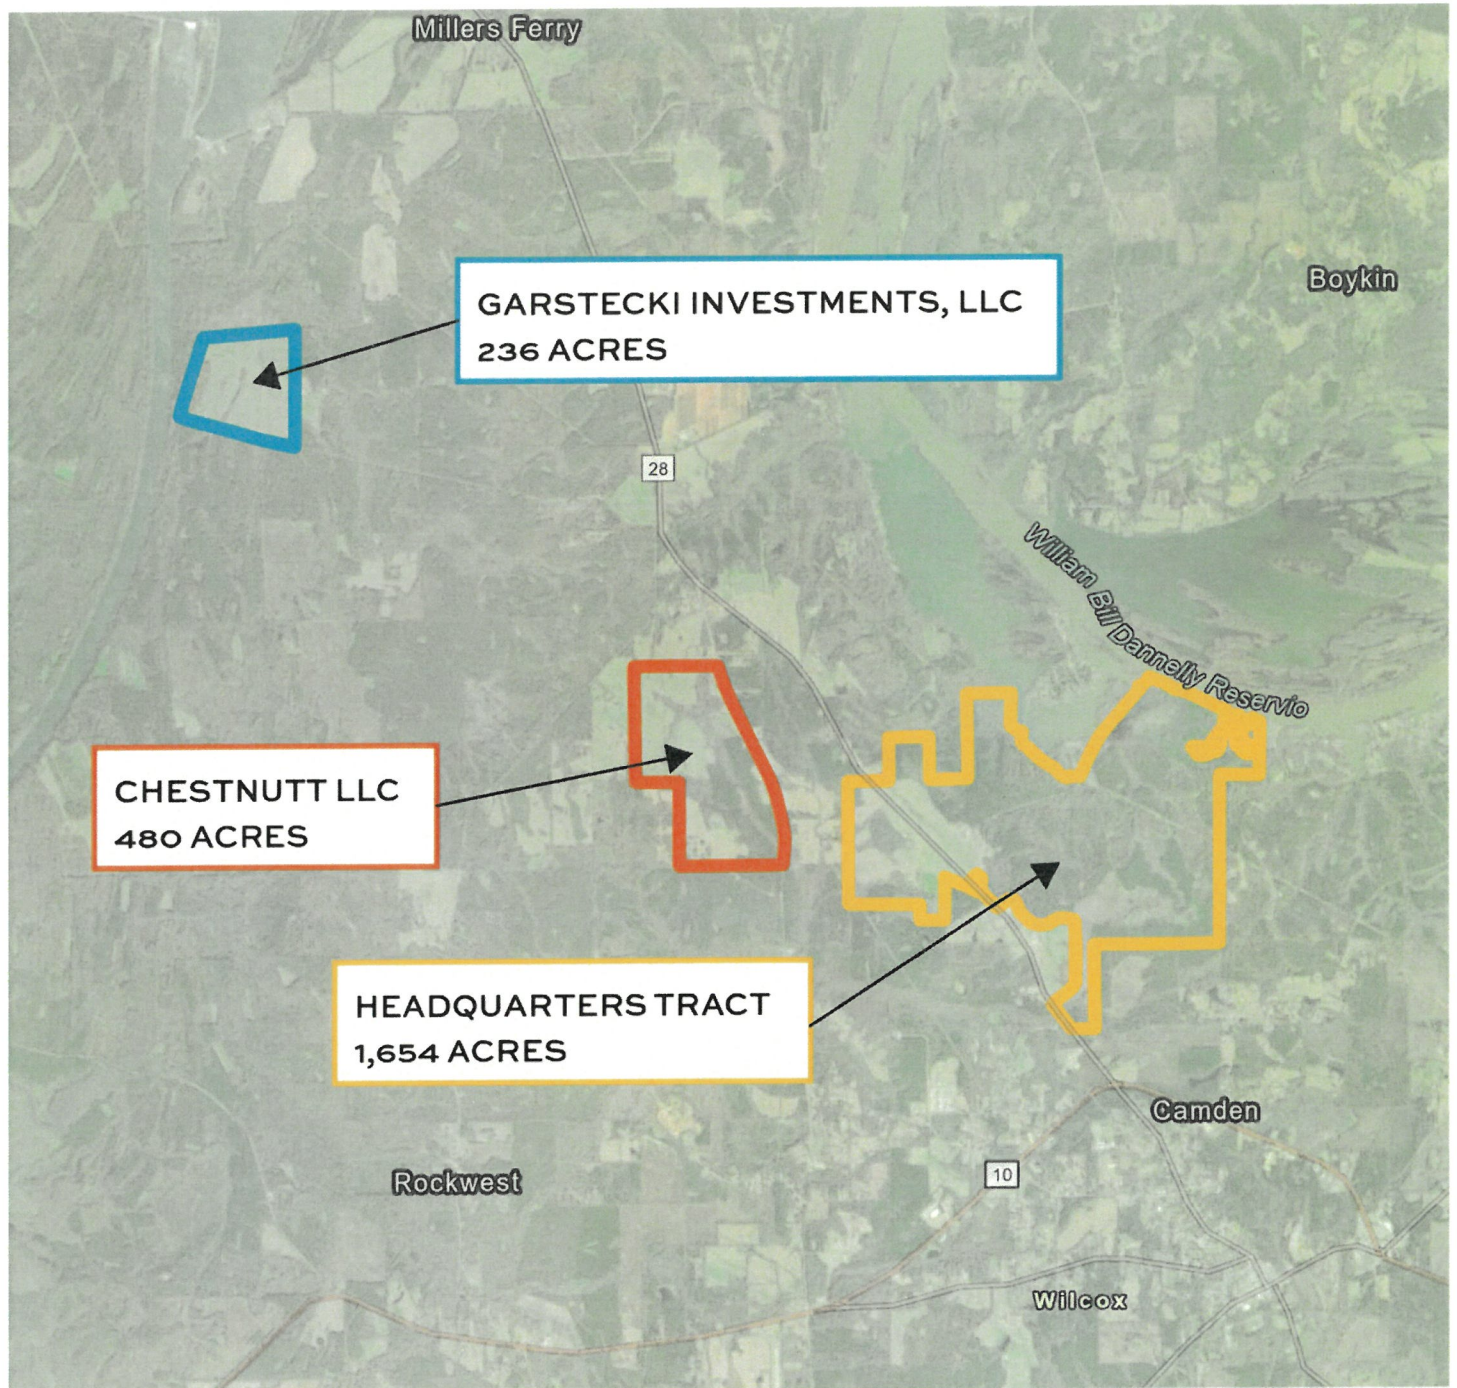 Millers Ferry
Boykin
GARSTECKI INVESTMENTS, LLC
236 ACRES
28
William Bill Dannelly Reservio
CHESTNUTT LLC
480 ACRES
HEADQUARTERS TRACT
1,654 ACRES
Camden
10
Rockwest
Wilcox